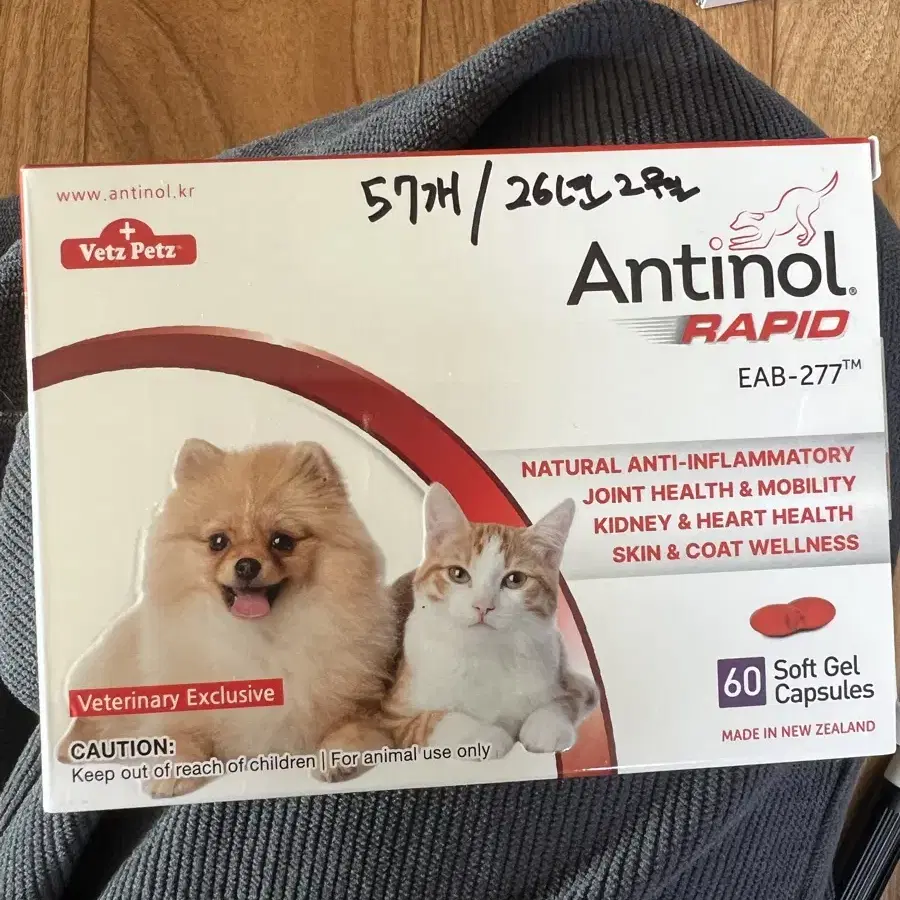 www.antinol.kr
57개 / 26년 2월
Vetz Petz
Antinol®
RAPID
EAB-277™
NATURAL ANTI-INFLAMMATORY
JOINT HEALTH & MOBILITY
KIDNEY & HEART HEALTH
SKIN & COAT WELLNESS
60 Soft Gel
Capsules
Veterinary Exclusive
MADE IN NEW ZEALAND
CAUTION:
Keep out of reach of children | For animal use only